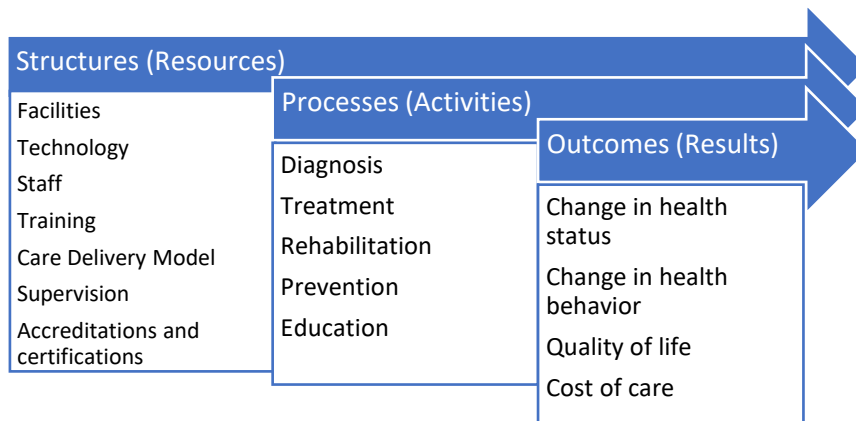 Structures (Resources)
Facilities
Technology
Staff
Training
Care Delivery Model
Supervision
Accreditations and
certifications
Processes (Activities)
Diagnosis
Treatment
Rehabilitation
Prevention
Education
Outcomes (Results)
Change in health
status
Change in health
behavior
Quality of life
Cost of care